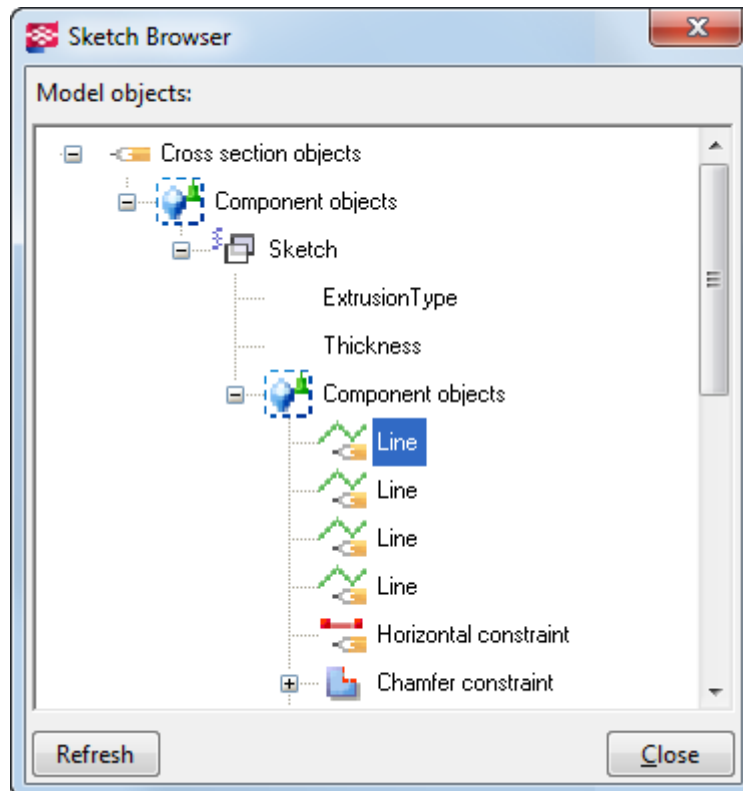 Sketch Browser
Model objects:
Cross section objects
Component objects
Sketch
ExtrusionType
Thickness
Component objects
Line
Line
Line
Line
Horizontal constraint
Chamfer constraint
Refresh
Close